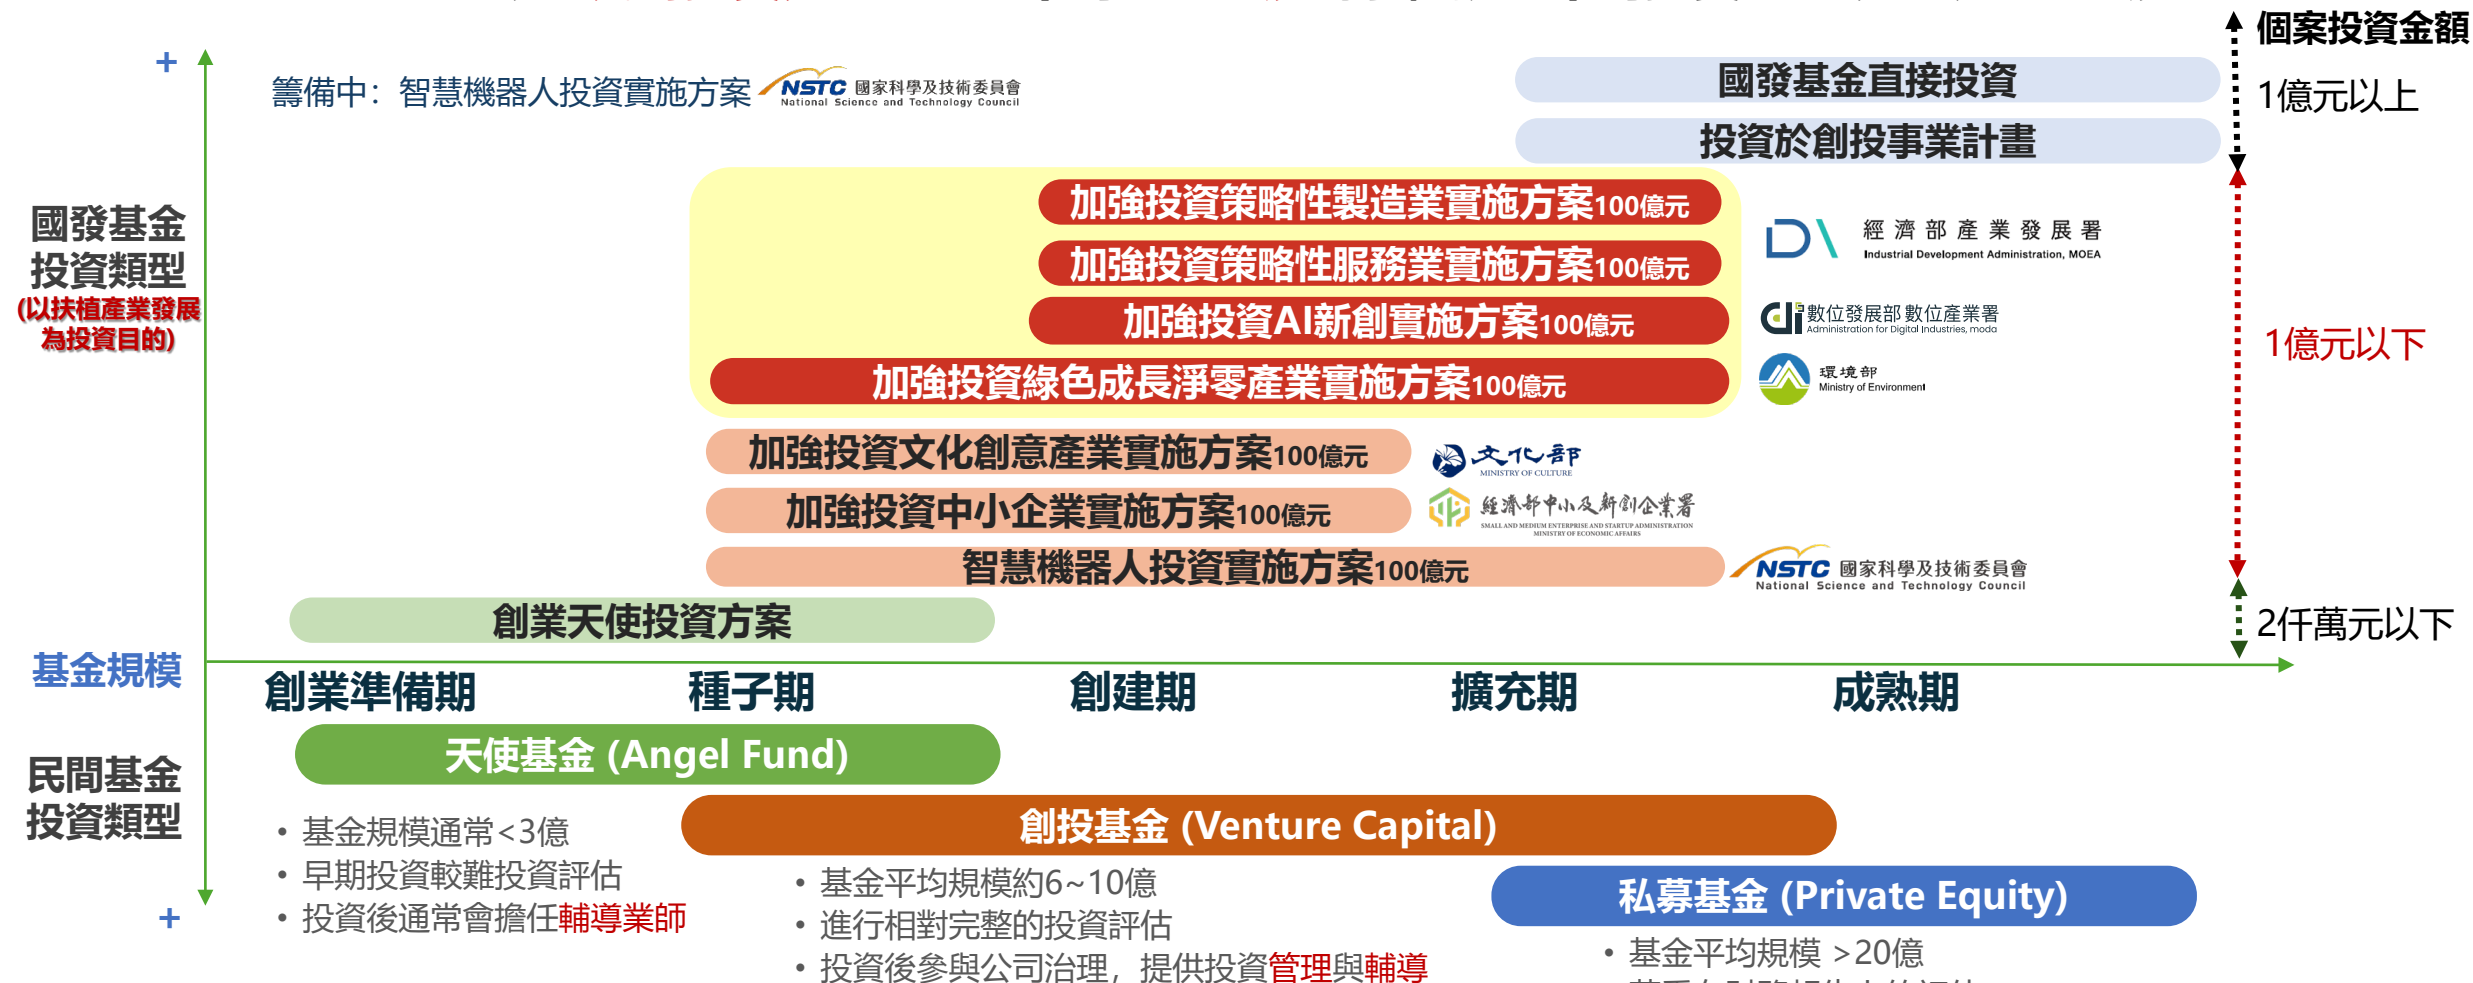 個案投資金額
+
籌備中：智慧機器人投資實施方案
NSTC 國家科學及技術委員會
National Science and Technology Council
國發基金直接投資
1億元以上
投資於創投事業計畫
國發基金
投資類型
(以扶植產業發展
為投資目的)
加強投資策略性製造業實施方案100億元
加強投資策略性服務業實施方案100億元
經濟部產業發展署
Industrial Development Administration, MOEA
加強投資AI新創實施方案100億元
數位發展部 數位產業署
Administration for Digital Industries, moda
1億元以下
加強投資綠色成長淨零產業實施方案100億元
環境部
Ministry of Environment
加強投資文化創意產業實施方案100億元
文化部
MINISTRY OF CULTURE
加強投資中小企業實施方案100億元
經濟部中小及新創企業署
SMALL AND MEDIUM ENTERPRISE AND STARTUP ADMINISTRATION
MINISTRY OF ECONOMIC AFFAIRS
智慧機器人投資實施方案100億元
NSTC 國家科學及技術委員會
National Science and Technology Council
創業天使投資方案
2仟萬元以下
基金規模
創業準備期
種子期
創建期
擴充期
成熟期
民間基金
投資類型
天使基金 (Angel Fund)
• 基金規模通常<3億
• 早期投資較難投資評估
• 投資後通常會擔任輔導業師
+
創投基金 (Venture Capital)
• 基金平均規模約6~10億
• 進行相對完整的投資評估
• 投資後參與公司治理，提供投資管理與輔導
私募基金 (Private Equity)
• 基金平均規模 >20億